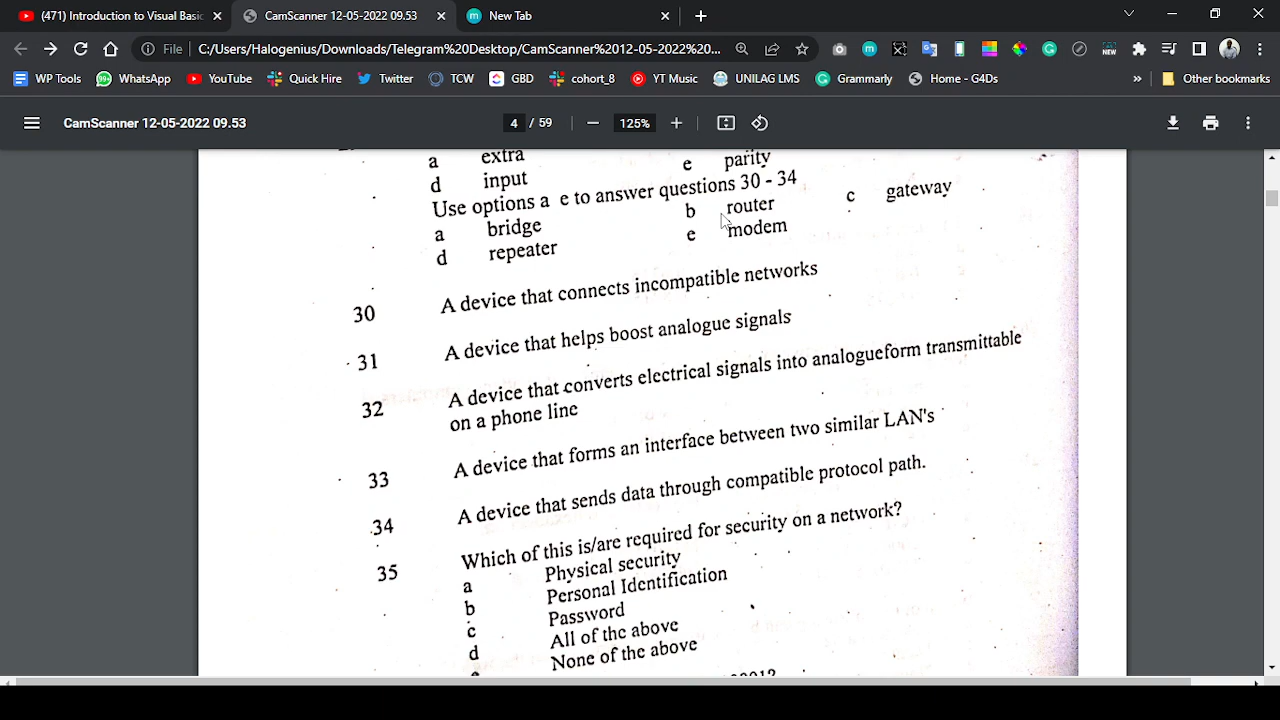 (471) Introduction to Visual Basic
CamScanner 12-05-2022 09.53
New Tab
File
C:/Users/Halogenius/Downloads/Telegram%20Desktop/CamScanner%2012-05-2022%20...
NEW
WP Tools
WhatsApp
YouTube
Quick Hire
Twitter
TCW
GBD
cohort_8
YT Music
UNILAG LMS
Grammarly
Home - G4Ds
»
Other bookmarks
CamScanner 12-05-2022 09.53
4 / 59
125%
a extra e parity
d input
Use options a e to answer questions 30 - 34
a bridge b router c gateway
d repeater e modem
30 A device that connects incompatible networks
31 A device that helps boost analogue signals
32 A device that converts electrical signals into analogueform transmittable
on a phone line
33 A device that forms an interface between two similar LAN's
34 A device that sends data through compatible protocol path.
35 Which of this is/are required for security on a network?
a Physical security
b Personal Identification
c Password
d All of the above
None of the above